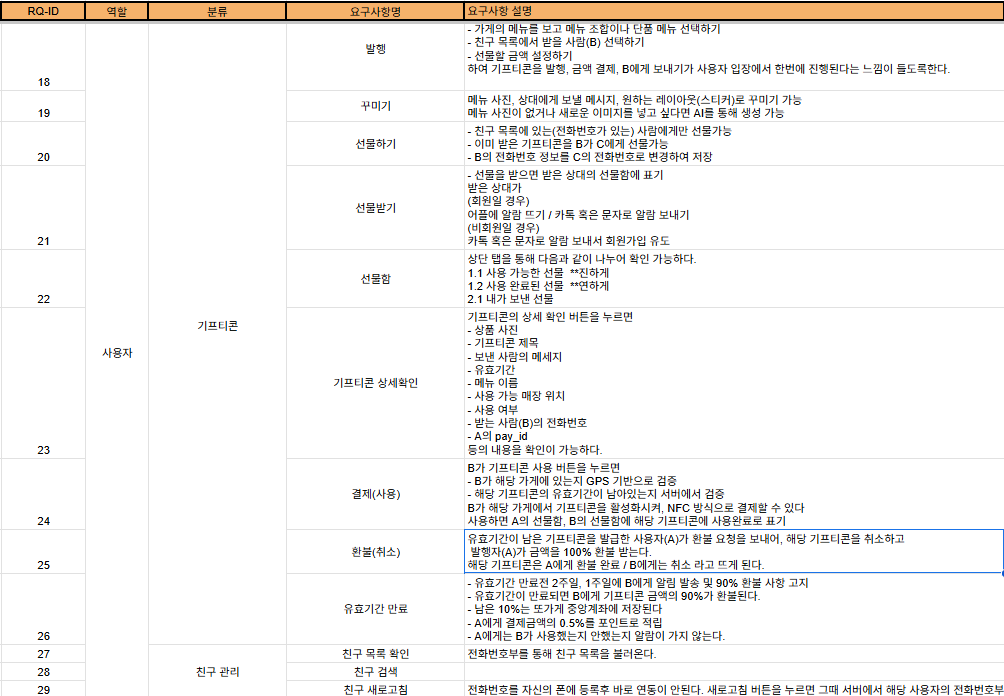 RQ-ID 역할 분류 요구사항명 요구사항 설명
- 가게의 메뉴를 보고 메뉴 조합이나 단품 메뉴 선택하기
- 친구 목록에서 받을 사람(B) 선택하기
- 선물할 금액 설정하기
하여 기프티콘을 발행, 금액 결제, B에게 보내기가 사용자 입장에서 한번에 진행된다는 느낌이 들도록한다.
발행
18
메뉴 사진, 상대에게 보낼 메시지, 원하는 레이아웃(스티커)로 꾸미기 가능
메뉴 사진이 없거나 새로운 이미지를 넣고 싶다면 AI를 통해 생성 가능
꾸미기
19
- 친구 목록에 있는(전화번호가 있는) 사람에게만 선물가능
- 이미 받은 기프티콘을 B가 C에게 선물가능
- B의 전화번호 정보를 C의 전화번호로 변경하여 저장
선물하기
20
- 선물을 받으면 받은 상대의 선물함에 표기
받은 상대가
(회원일 경우)
어플에 알람 뜨기 / 카톡 혹은 문자로 알람 보내기
(비회원일 경우)
카톡 혹은 문자로 알람 보내서 회원가입 유도
선물받기
21
상단 탭을 통해 다음과 같이 나누어 확인 가능하다.
1.1 사용 가능한 선물 **진하게
1.2 사용 완료된 선물 **연하게
2.1 내가 보낸 선물
선물함
22
기프티콘
사용자
기프티콘의 상세 확인 버튼을 누르면
- 상품 사진
- 기프티콘 제목
- 보낸 사람의 메세지
- 유효기간
- 메뉴 이름
- 사용 가능 매장 위치
- 사용 여부
- 받는 사람(B)의 전화번호
- A의 pay_id
등의 내용을 확인이 가능하다.
기프티콘 상세확인
23
B가 기프티콘 사용 버튼을 누르면
- B가 해당 가게에 있는지 GPS 기반으로 검증
- 해당 기프티콘의 유효기간이 남아있는지 서버에서 검증
B가 해당 가게에서 기프티콘을 활성화시켜, NFC 방식으로 결제할 수 있다
사용하면 A의 선물함, B의 선물함에 해당 기프티콘에 사용완료로 표기
결제(사용)
24
유효기간이 남은 기프티콘을 발급한 사용자(A)가 환불 요청을 보내어, 해당 기프티콘을 취소하고
발행자(A)가 금액을 100% 환불 받는다.
해당 기프티콘은 A에게 환불 완료 / B에게는 취소 라고 뜨게 된다.
환불(취소)
25
- 유효기간 만료전 2주일, 1주일에 B에게 알림 발송 및 90% 환불 사항 고지
- 유효기간이 만료되면 B에게 기프티콘 금액의 90%가 환불된다.
- 남은 10%는 또가게 중앙계좌에 저장된다
- A에게 결제금액의 0.5%를 포인트로 적립
- A에게는 B가 사용했는지 안했는지 알람이 가지 않는다.
유효기간 만료
26
27 친구 목록 확인 전화번호부를 통해 친구 목록을 불러온다.
28 친구 관리 친구 검색
29 친구 새로고침 전화번호를 자신의 폰에 등록후 바로 연동이 안된다. 새로고침 버튼을 누르면 그때 서버에서 해당 사용자의 전화번호부